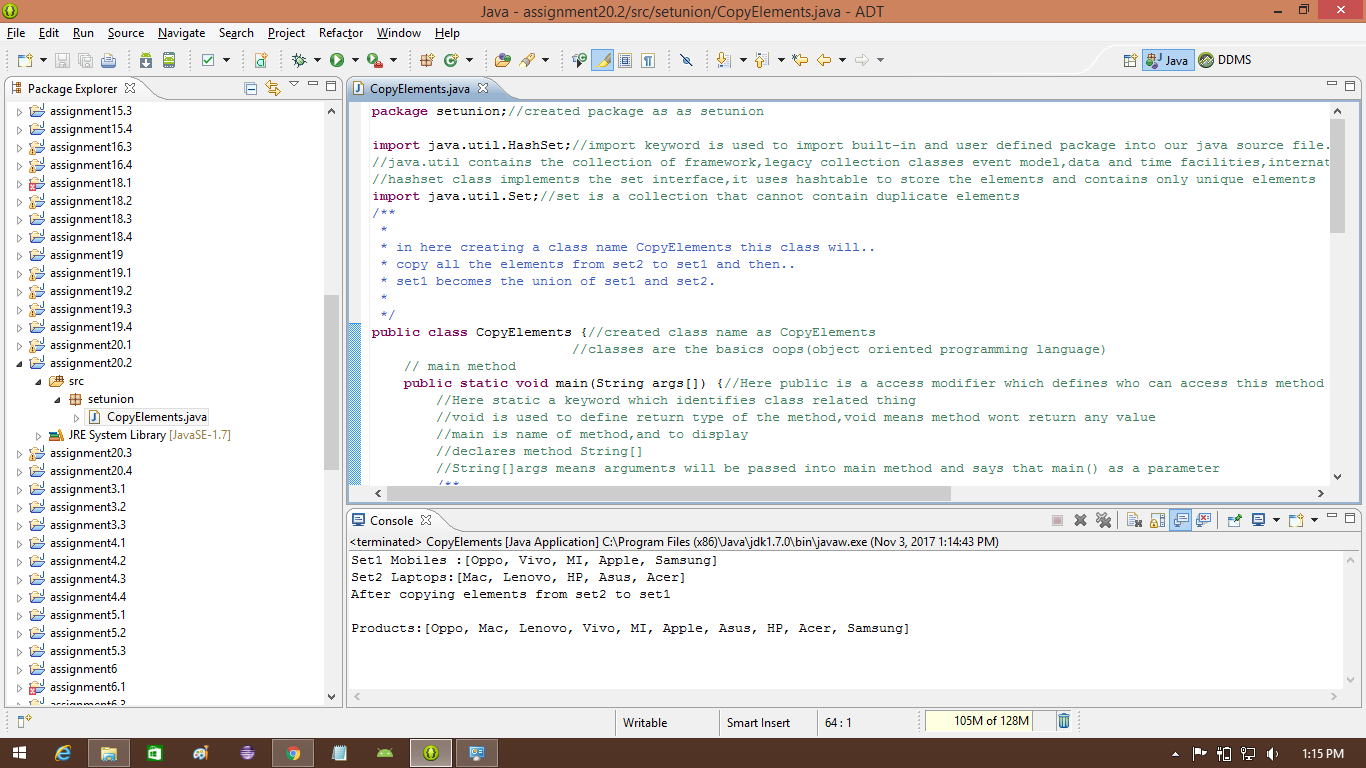 Java - assignment20.2/src/setunion/CopyElements.java - ADT
File Edit Run Source Navigate Search Project Refactor Window Help
Java DDMS
Package Explorer
assignment15.3
assignment15.4
assignment16.3
assignment16.4
assignment18.1
assignment18.2
assignment18.3
assignment18.4
assignment19
assignment19.1
assignment19.2
assignment19.3
assignment19.4
assignment20.1
assignment20.2
src
setunion
CopyElements.java
JRE System Library [JavaSE-1.7]
assignment20.3
assignment20.4
assignment3.1
assignment3.2
assignment3.3
assignment4.1
assignment4.2
assignment4.3
assignment4.4
assignment5.1
assignment5.2
assignment5.3
assignment6
assignment6.1
CopyElements.java
package setunion;//created package as as setunion
import java.util.HashSet;//import keyword is used to import built-in and user defined package into our java source file.
//java.util contains the collection of framework,legacy collection classes event model,data and time facilities,internat
//hashset class implements the set interface,it uses hashtable to store the elements and contains only unique elements
import java.util.Set;//set is a collection that cannot contain duplicate elements
/**
*
* in here creating a class name CopyElements this class will..
* copy all the elements from set2 to set1 and then..
* set1 becomes the union of set1 and set2.
*
*/
public class CopyElements {//created class name as CopyElements
//classes are the basics oops(object oriented programming language)
// main method
public static void main(String args[]) {//Here public is a access modifier which defines who can access this method
//Here static a keyword which identifies class related thing
//void is used to define return type of the method,void means method wont return any value
//main is name of method,and to display
//declares method String[]
//String[]args means arguments will be passed into main method and says that main() as a parameter
/**
Console
<terminated> CopyElements [Java Application] C:\Program Files (x86)\Java\jdk1.7.0\bin\javaw.exe (Nov 3, 2017 1:14:43 PM)
Set1 Mobiles :[Oppo, Vivo, MI, Apple, Samsung]
Set2 Laptops:[Mac, Lenovo, HP, Asus, Acer]
After copying elements from set2 to set1
Products:[Oppo, Mac, Lenovo, Vivo, MI, Apple, Asus, HP, Acer, Samsung]
Writable Smart Insert 64 : 1 105M of 128M
1:15 PM